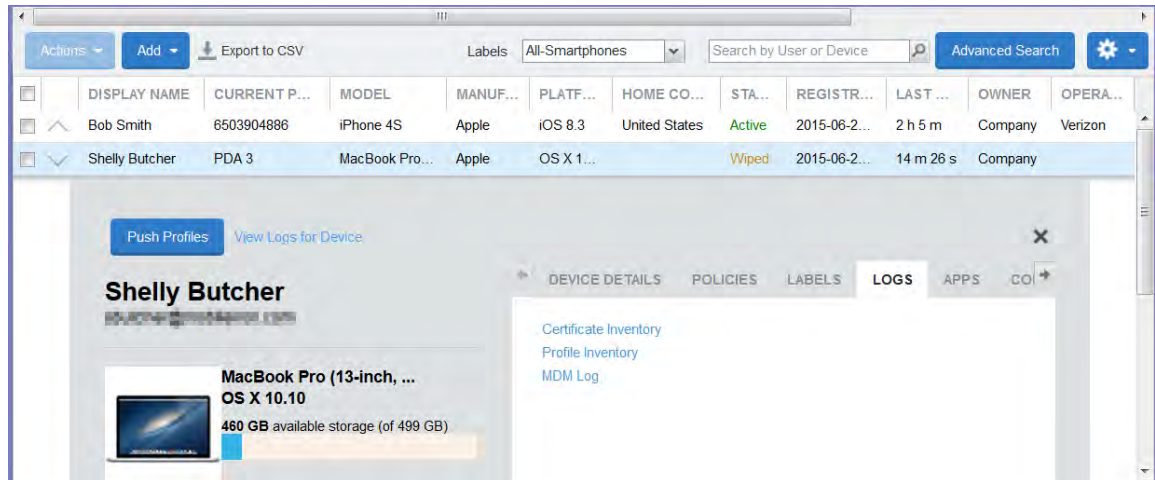 Actions Add Export to CSV Labels All-Smartphones Search by User or Device Advanced Search
DISPLAY NAME CURRENT P... MODEL MANUF... PLATF... HOME CO... STA... REGISTR... LAST ... OWNER OPERA...
Bob Smith 6503904886 iPhone 4S Apple iOS 8.3 United States Active 2015-06-2... 2 h 5 m Company Verizon
Shelly Butcher PDA 3 MacBook Pro... Apple OS X 1... Wiped 2015-06-2... 14 m 26 s Company
Push Profiles View Logs for Device
DEVICE DETAILS POLICIES LABELS LOGS APPS
Shelly Butcher
Certificate Inventory
Profile Inventory
MDM Log
MacBook Pro (13-inch, ...
OS X 10.10
460 GB available storage (of 499 GB)